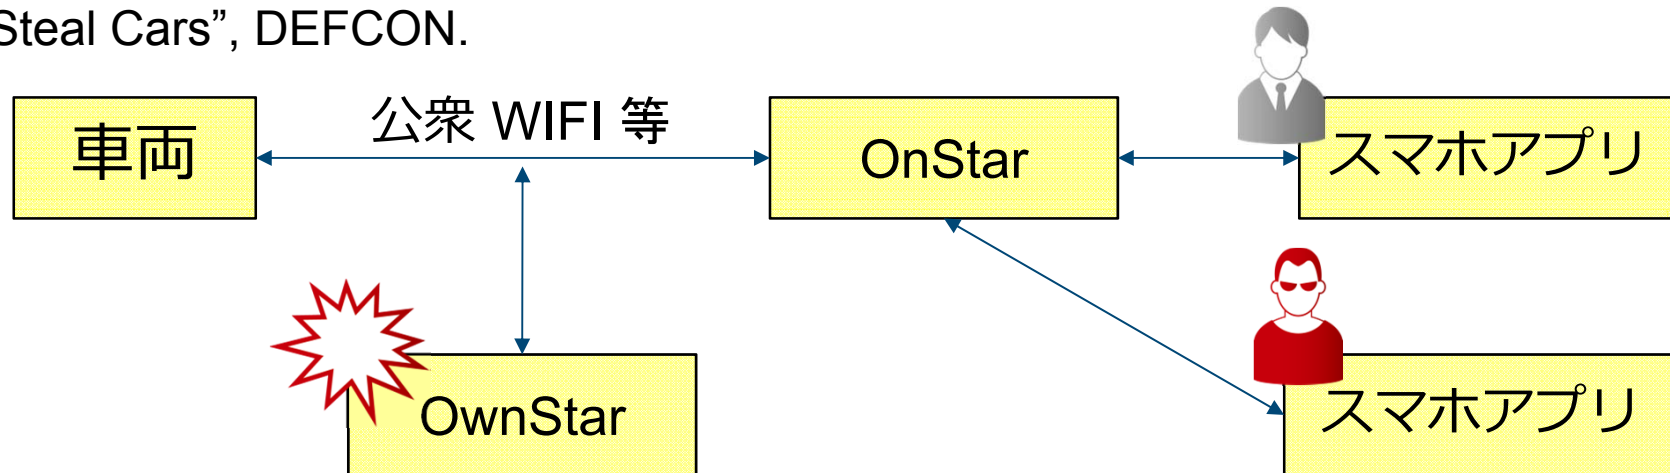 Steal Cars”, DEFCON.
車両
公衆 WIFI 等
OnStar
スマホアプリ
OwnStar
スマホアプリ